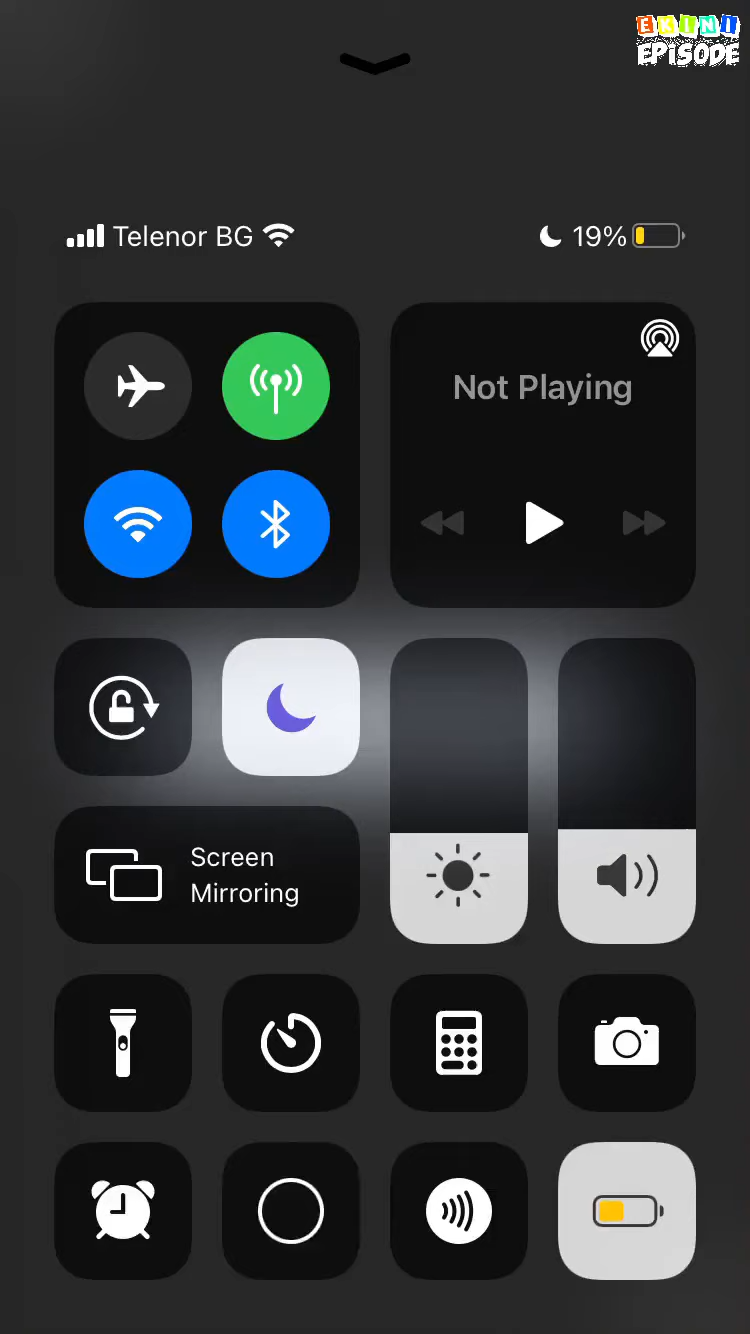 EKINI
EPISODE
Telenor BG
19%
Not Playing
Screen
Mirroring